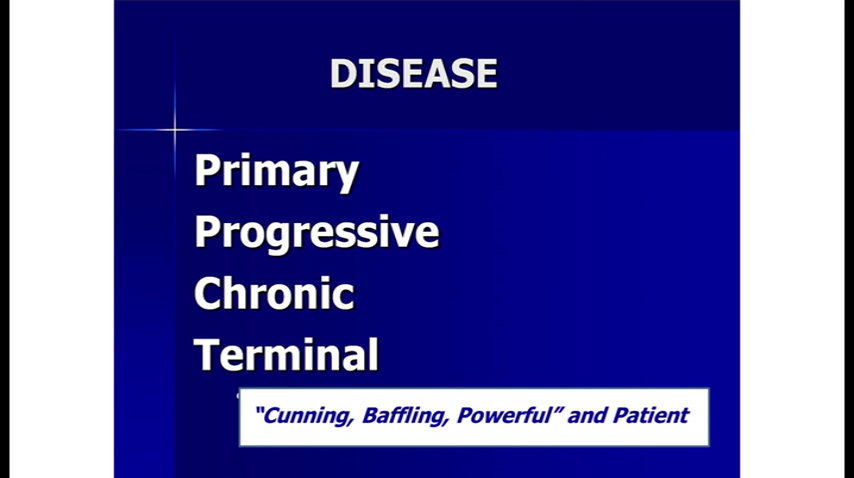 DISEASE
Primary
Progressive
Chronic
Terminal
“Cunning, Baffling, Powerful” and Patient